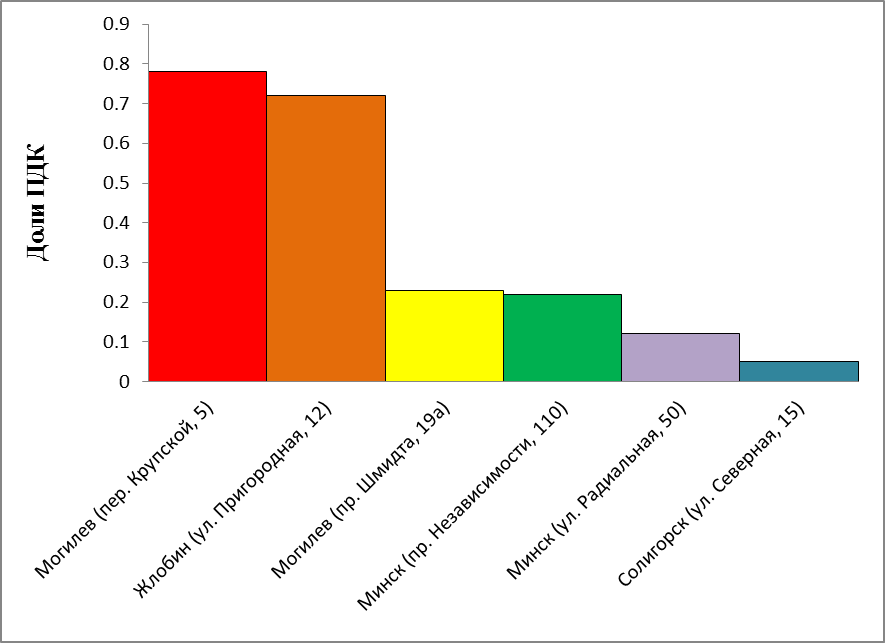 Доли ПДК
0.9
0.8
0.7
0.6
0.5
0.4
0.3
0.2
0.1
0
Могилев (пер. Крупской, 5)
Жлобин (ул. Пригородная, 12)
Могилев (пр. Шмидта, 19а)
Минск (пр. Независимости, 110)
Минск (ул. Радиальная, 50)
Солигорск (ул. Северная, 15)